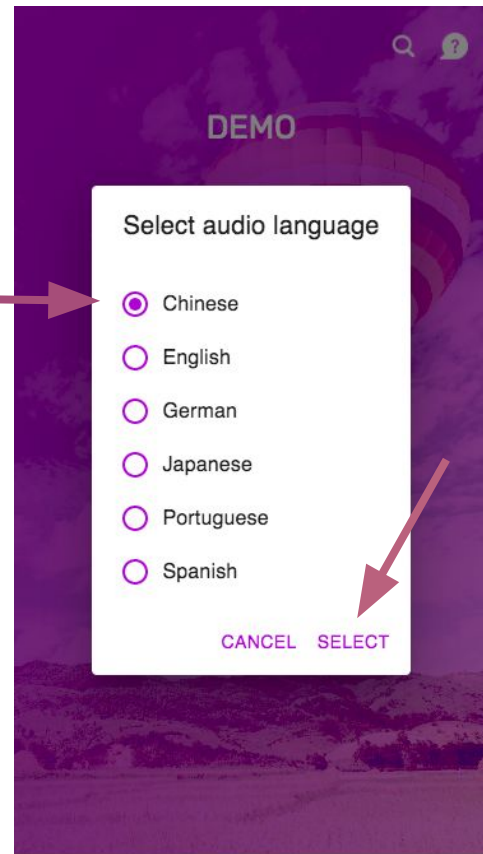 ?
DEMO
Select audio language
Chinese
English
German
Japanese
Portuguese
Spanish
CANCEL SELECT